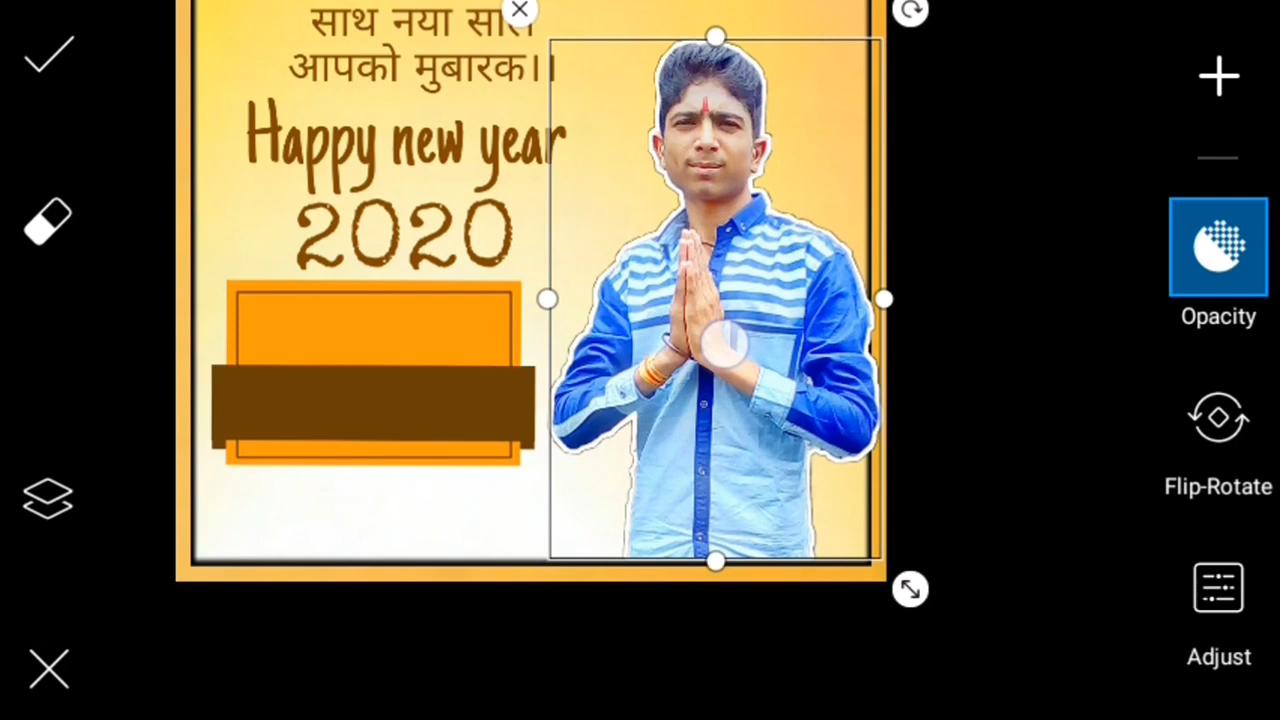 साथ नया साल
आपको मुबारक।।
Happy new year
2020
Opacity
Flip-Rotate
Adjust